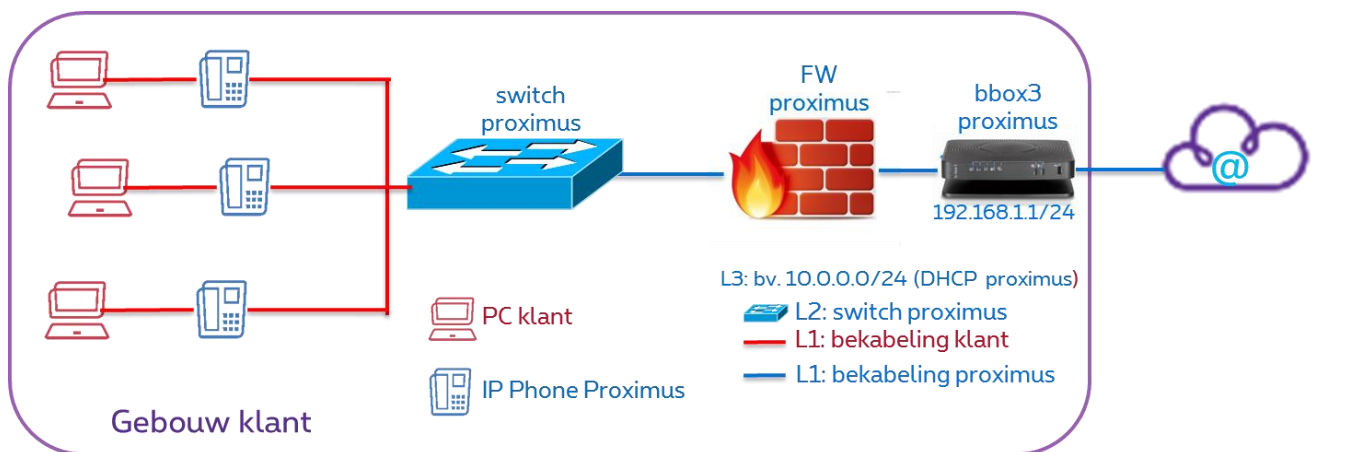 FW
proximus
switch
proximus
bbox3
proximus
@
192.168.1.1/24
L3: bv. 10.0.0.0/24 (DHCP proximus)
PC klant
L2: switch proximus
L1: bekabeling klant
IP Phone Proximus
L1: bekabeling proximus
Gebouw klant